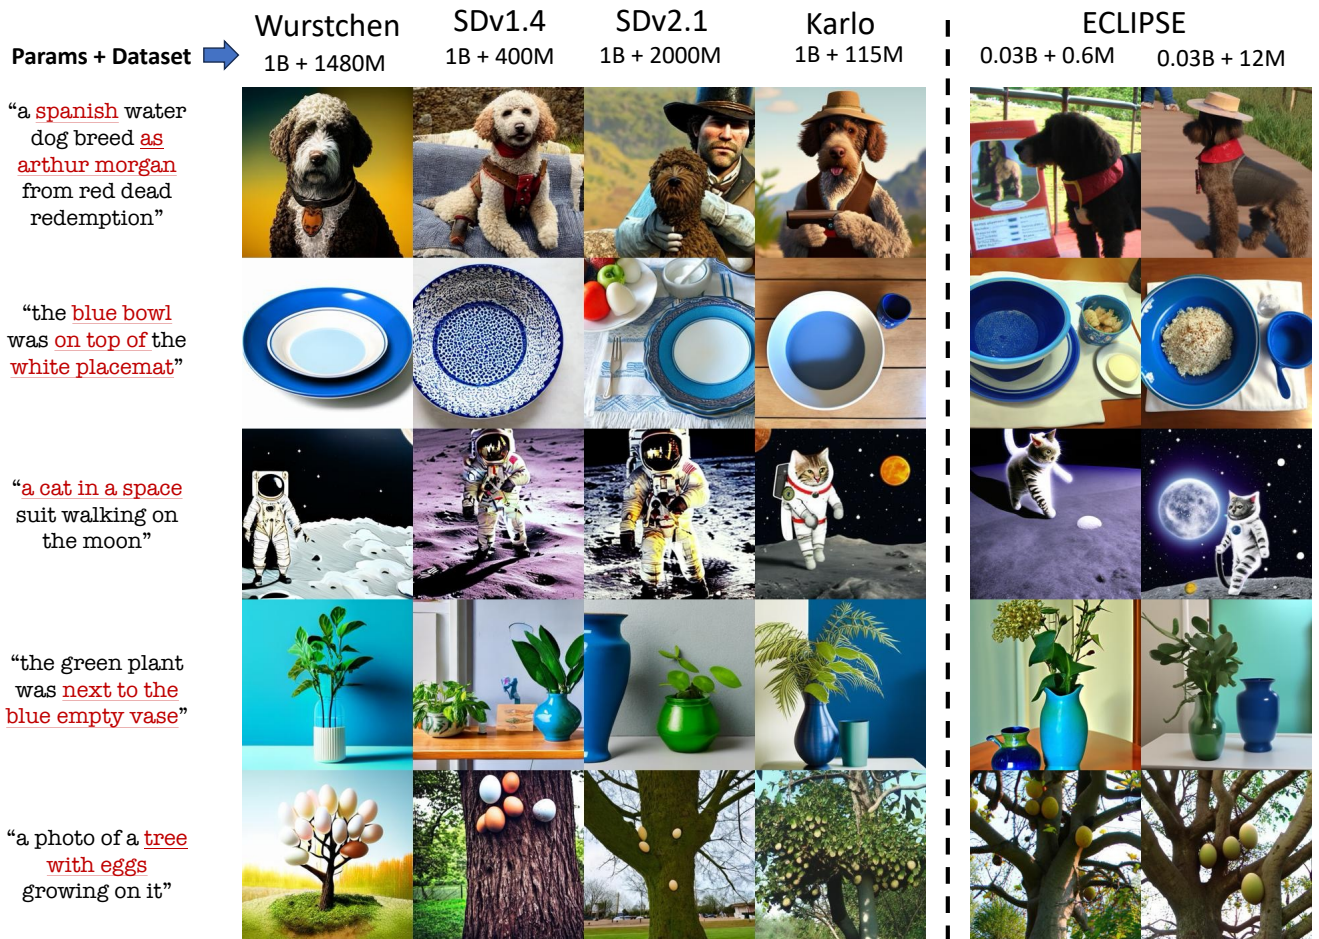 Wurstchen SDv1.4 SDv2.1 Karlo ECLIPSE
Params + Dataset 1B + 1480M 1B + 400M 1B + 2000M 1B + 115M 0.03B + 0.6M 0.03B + 12M
“a spanish water
dog breed as
arthur morgan
from red dead
redemption”
“the blue bowl
was on top of the
white placemat”
“a cat in a space
suit walking on
the moon”
“the green plant
was next to the
blue empty vase”
“a photo of a tree
with eggs
growing on it”